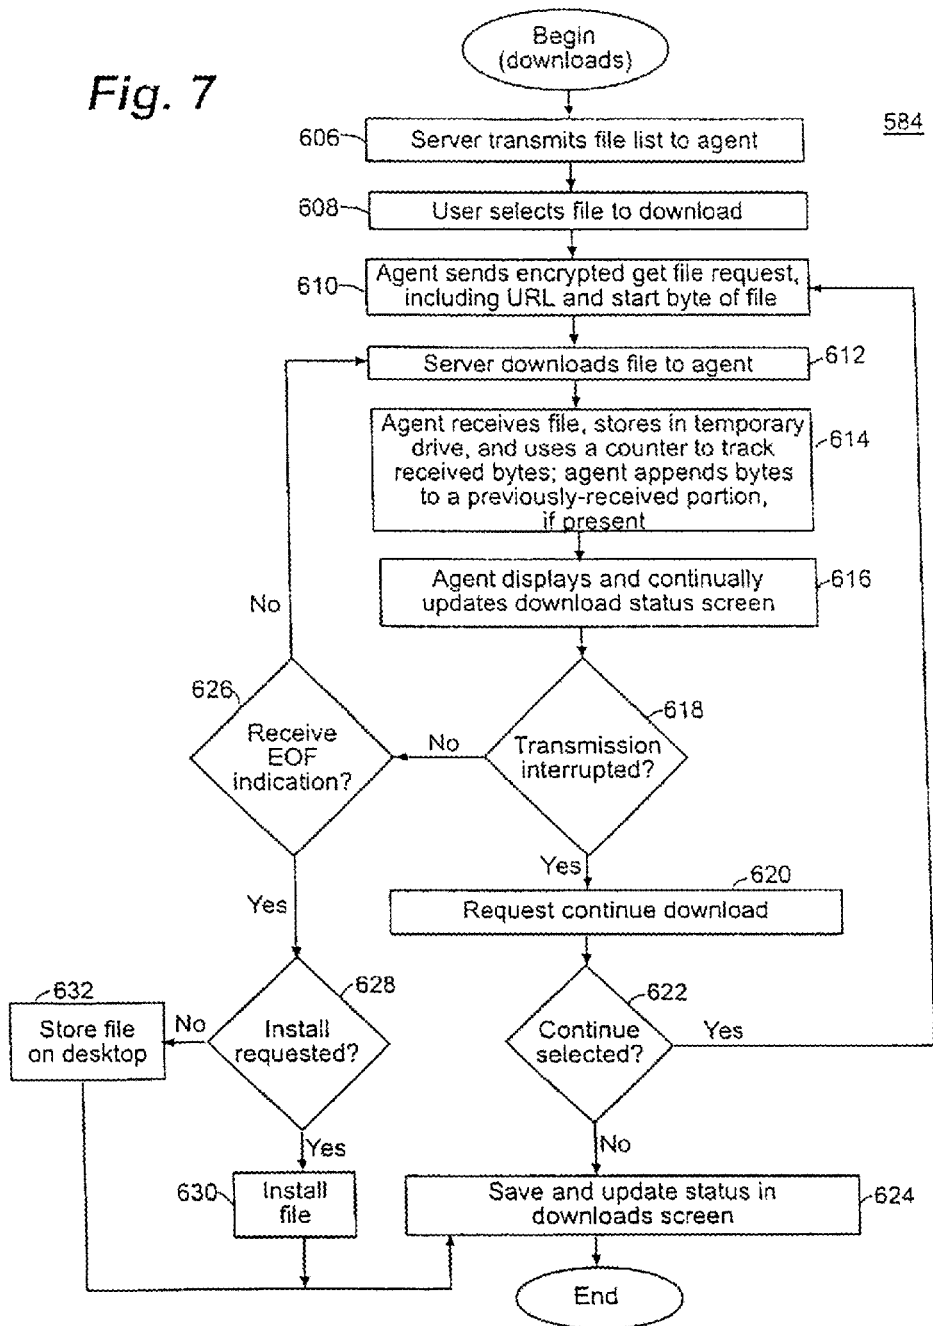 Fig. 7
Begin
(downloads)
584
606
Server transmits file list to agent
608
User selects file to download
610
Agent sends encrypted get file request,
including URL and start byte of file
Server downloads file to agent
612
Agent receives file, stores in temporary
drive, and uses a counter to track
received bytes; agent appends bytes
to a previously-received portion,
if present
614
Agent displays and continually
updates download status screen
616
No
626
Receive
EOF
indication?
No
618
Transmission
interrupted?
Yes
Yes
620
Request continue download
632
Store file
on desktop
No
628
Install
requested?
622
Continue
selected?
Yes
Yes
No
630
Install
file
Save and update status in
downloads screen
624
End